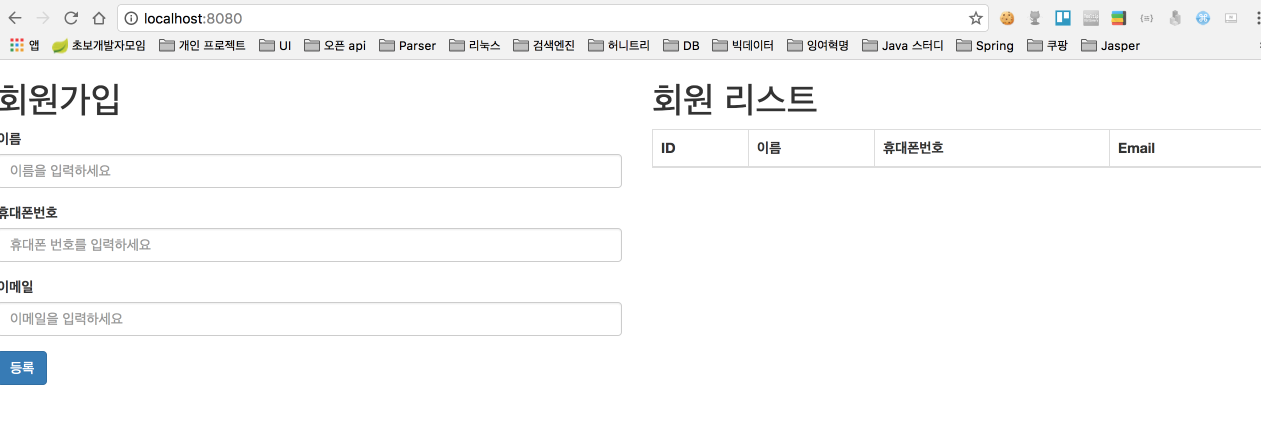 localhost:8080
앱 초보개발자모임 개인 프로젝트 UI 오픈 api Parser 리눅스 검색엔진 허니트리 DB 빅데이터 잉여혁명 Java 스터디 Spring 쿠팡 Jasper
회원가입
이름
이름을 입력하세요
휴대폰번호
휴대폰 번호를 입력하세요
이메일
이메일을 입력하세요
등록
회원 리스트
ID 이름 휴대폰번호 Email